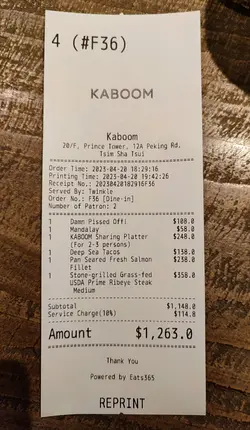 4 (#F36)
KABOOM
Kaboom
20/F, Prince Tower, 12A Peking Rd.
Tsim Sha Tsui
Order Time: 2023-04-20 18:29:16
Printing Time: 2023-04-20 19:42:26
Receipt No.: 20230420182916F36
Served By: Twinkle
Order No.: F36 [Dine-in]
Number of Patron: 2
1 Damn Pissed Off! $108.0
1 Mandalay $58.0
1 KABOOM Sharing Platter $248.0
(For 2-3 persons)
1 Deep Sea Tacos $138.0
1 Pan Seared Fresh Salmon $238.0
Fillet
1 Stone-grilled Grass-fed $358.0
USDA Prime Ribeye Steak
Medium
Subtotal $1,148.0
Service Charge(10%) $114.8
Amount $1,263.0
Thank You
Powered by Eats365
REPRINT